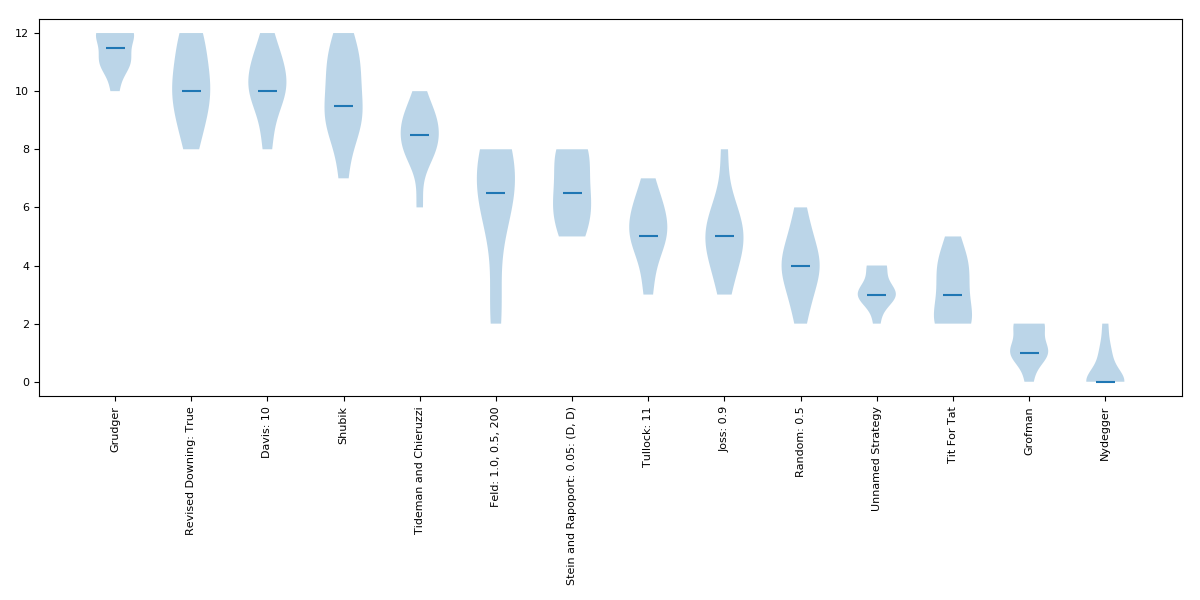 12
10
8
6
4
2
0
Grudger
Revised Downing: True
Davis: 10
Shubik
Tideman and Chieruzzi
Feld: 1.0, 0.5, 200
Stein and Rapoport: 0.05: (D, D)
Tullock: 11
Joss: 0.9
Random: 0.5
Unnamed Strategy
Tit For Tat
Grofman
Nydegger